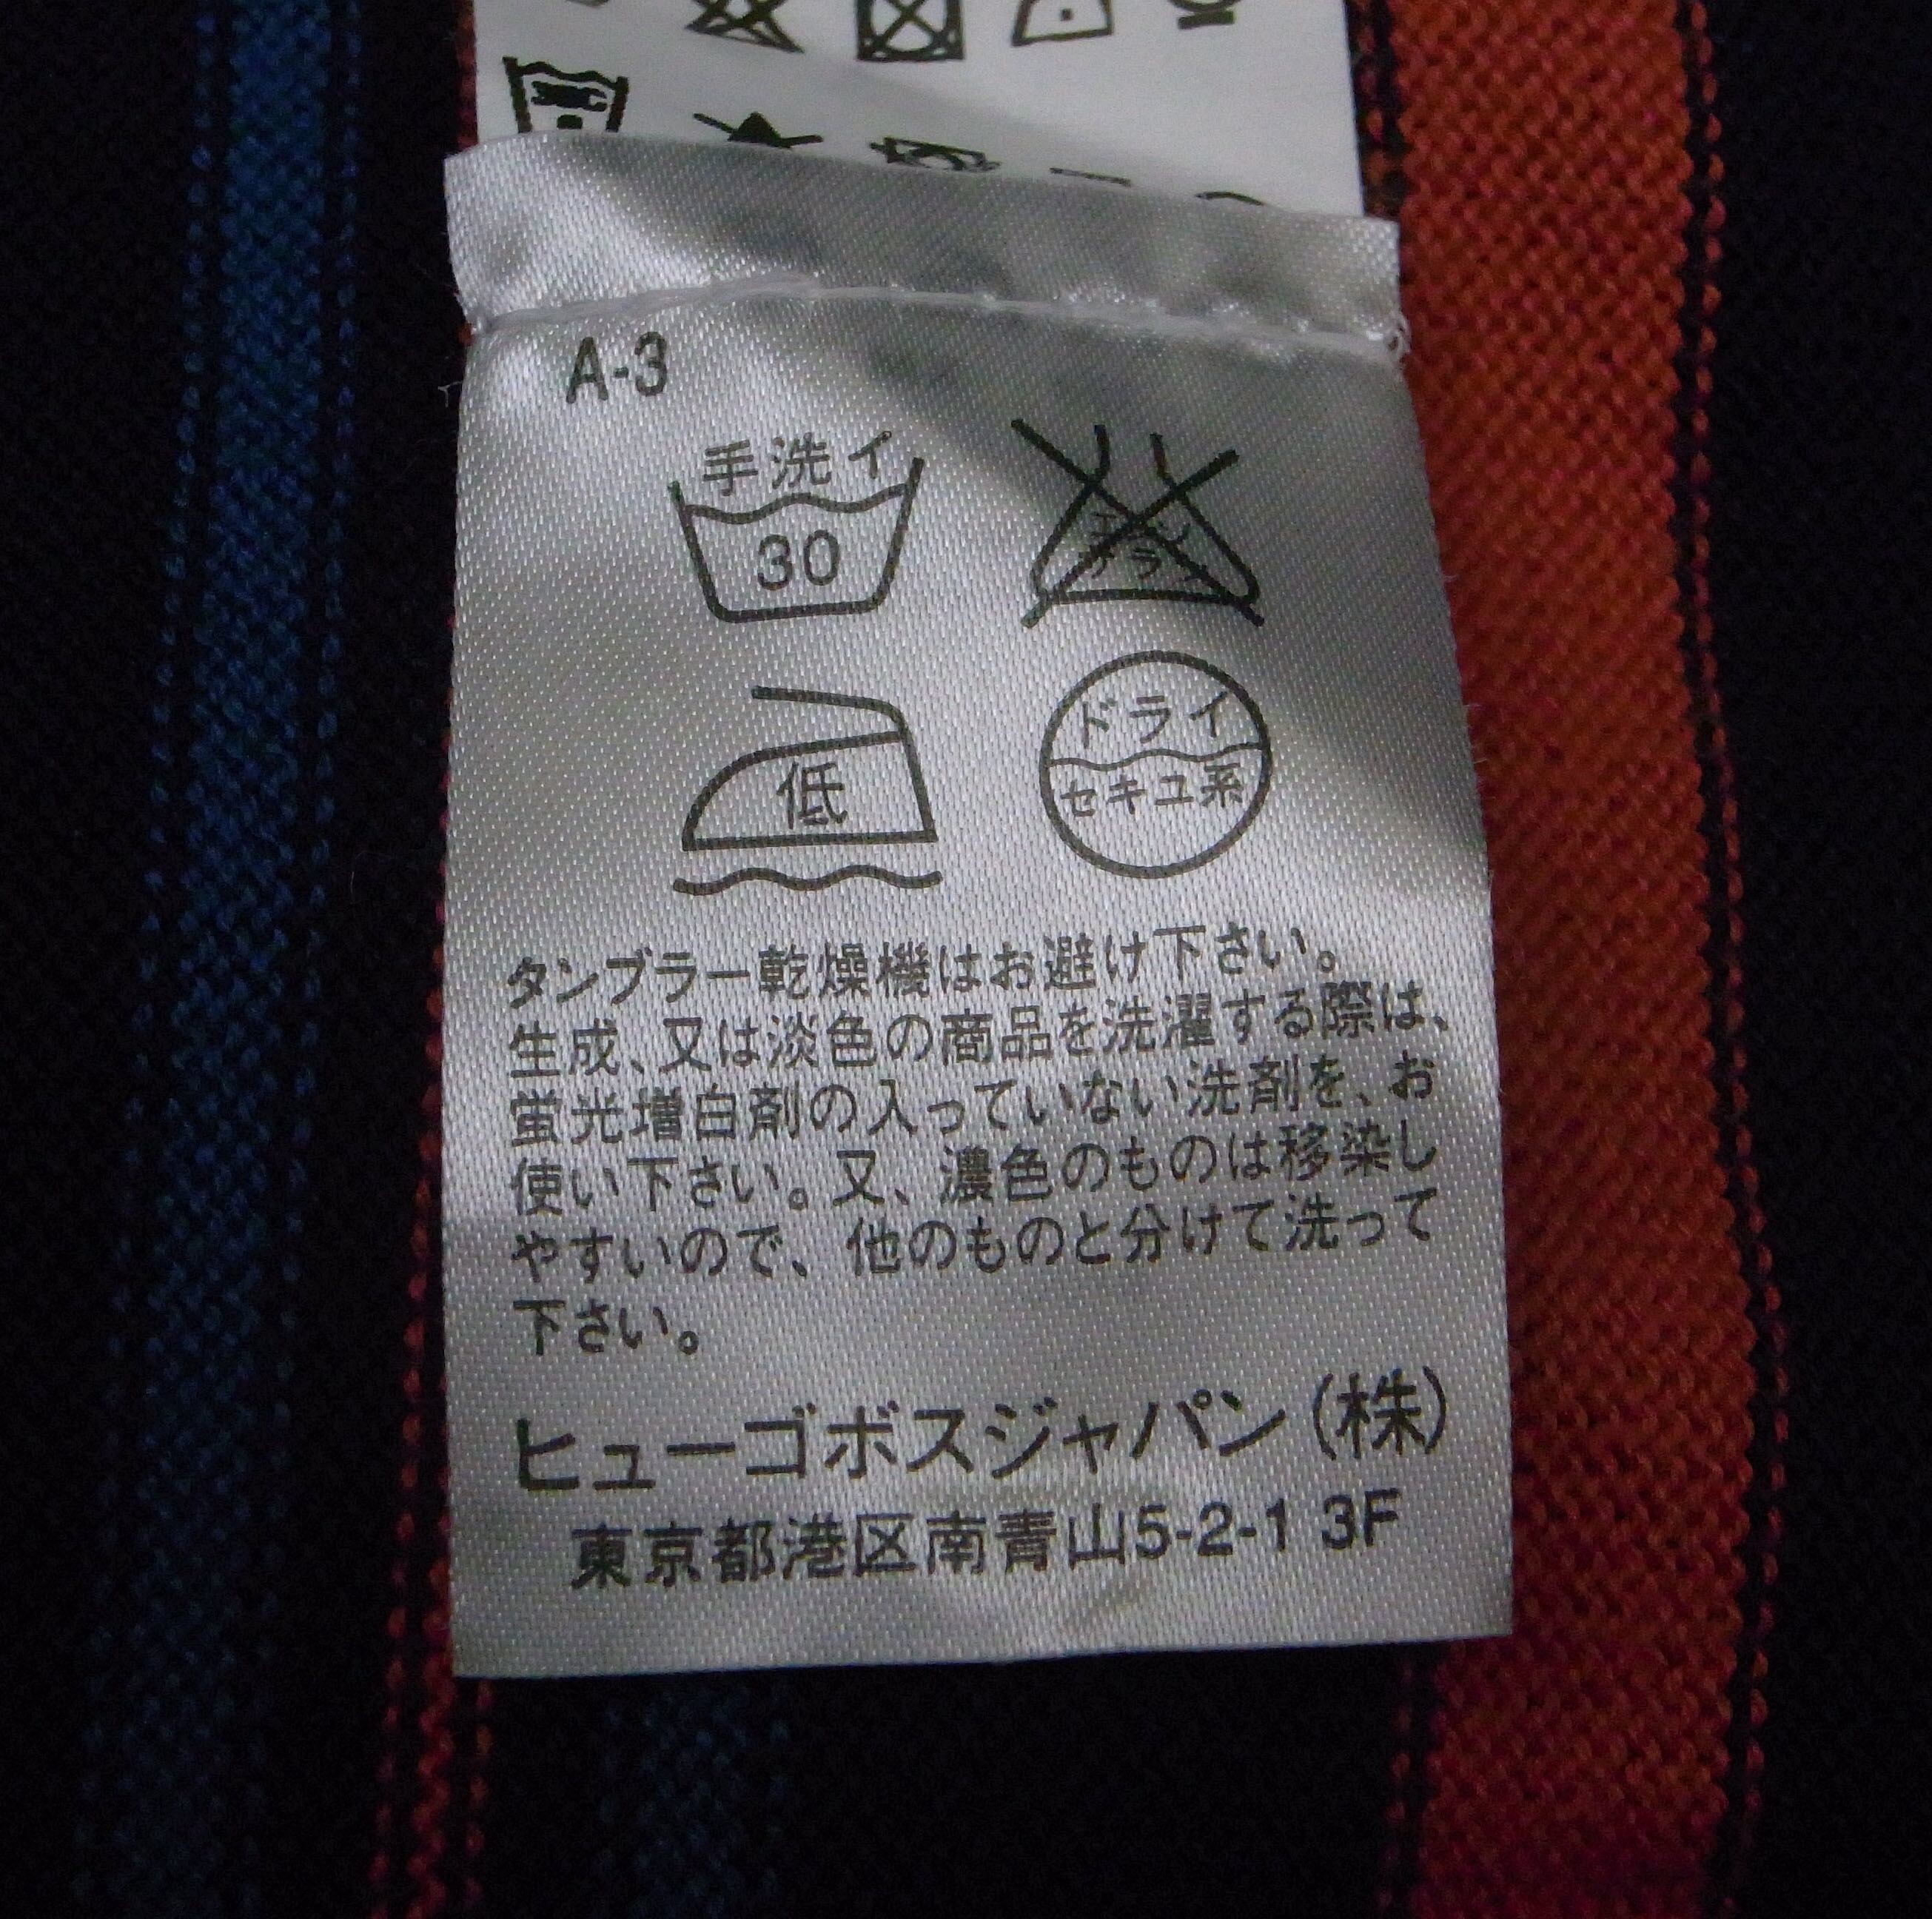 A-3
手洗イ
30
エンソ
サラシ
低
ドライ
セキユ系
タンブラー乾燥機はお避け下さい。
生成、又は淡色の商品を洗濯する際は、
蛍光増白剤の入っていない洗剤を、お
使い下さい。又、濃色のものは移染し
やすいので、他のものと分けて洗って
下さい。
ヒューゴボスジャパン(株)
東京都港区南青山5-2-1 3F